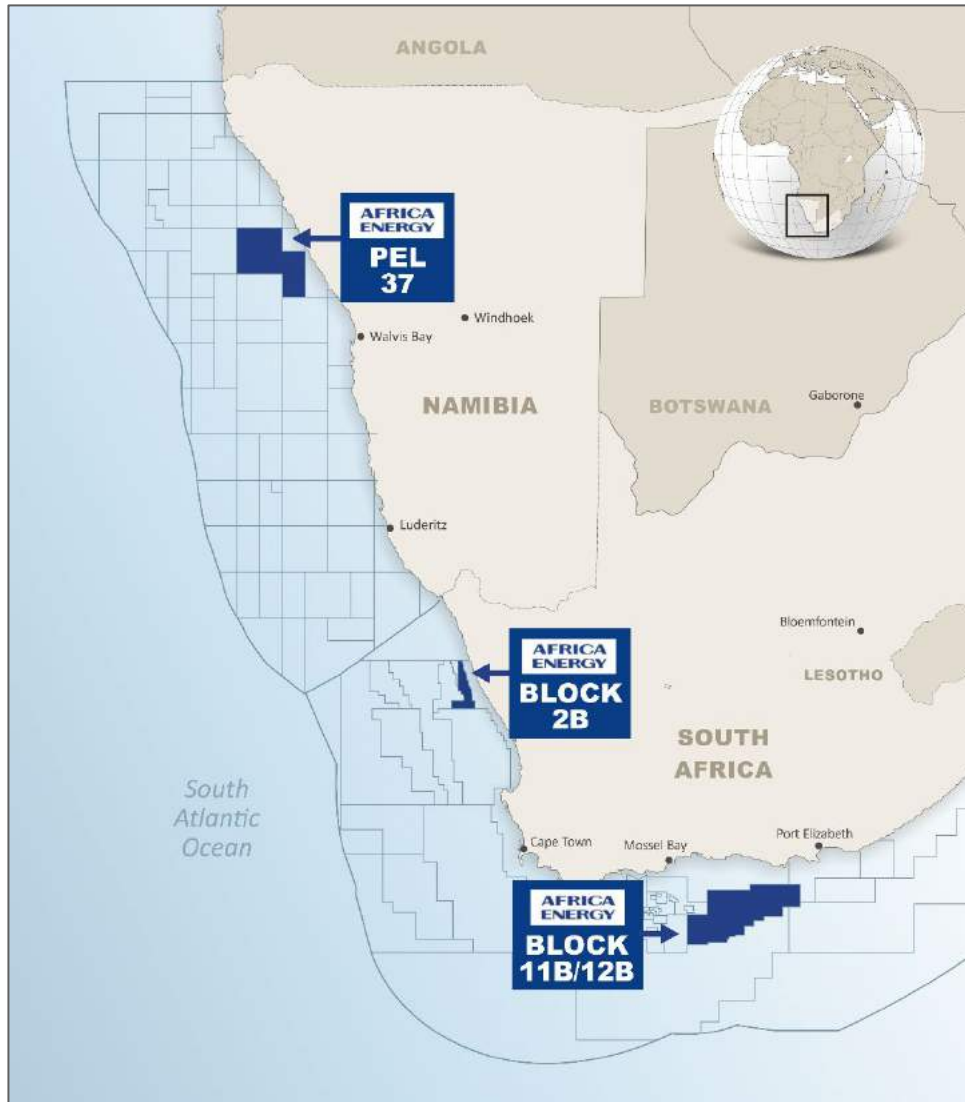 ANGOLA
AFRICA
ENERGY
PEL
37
Windhoek
Walvis Bay
NAMIBIA
BOTSWANA
Gaborone
Luderitz
Bloemfontein
LESOTHO
AFRICA
ENERGY
BLOCK
2B
SOUTH
AFRICA
South
Atlantic
Ocean
Cape Town
Mossel Bay
Port Elizabeth
AFRICA
ENERGY
BLOCK
11B/12B